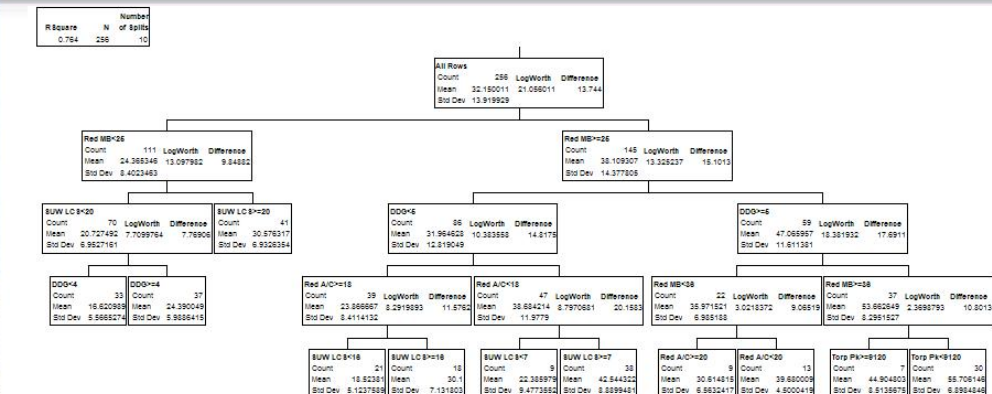 Number
RSquare N of Splits
0.764 256 10
All Rows
Count 256 LogWorth Difference
Mean 32.150011 21.056011 13.744
Std Dev 13.919929
Red MB<25
Count 111 LogWorth Difference
Mean 24.365346 13.097982 9.84882
Std Dev 8.4023463
Red MB>=25
Count 145 LogWorth Difference
Mean 38.109307 13.325237 15.1013
Std Dev 14.377805
SUW LC S<20
Count 70 LogWorth Difference
Mean 20.727492 7.7099764 7.76906
Std Dev 6.9527161
SUW LC S>=20
Count 41
Mean 30.576317
Std Dev 6.9326354
DDG<5
Count 86 LogWorth Difference
Mean 31.964628 10.383558 14.8175
Std Dev 12.819049
DDG>=5
Count 59 LogWorth Difference
Mean 47.065957 18.381932 17.6911
Std Dev 11.611381
DDG<4
Count 33
Mean 16.620989
Std Dev 5.5665274
DDG>=4
Count 37
Mean 24.390049
Std Dev 5.9886415
Red A/C>=18
Count 39 LogWorth Difference
Mean 23.866667 8.2919893 11.5762
Std Dev 8.4114132
Red A/C<18
Count 47 LogWorth Difference
Mean 38.684214 8.7970681 20.1583
Std Dev 11.9779
Red MB<36
Count 22 LogWorth Difference
Mean 35.971521 3.0218372 9.06519
Std Dev 6.985188
Red MB>=36
Count 37 LogWorth Difference
Mean 53.662649 2.3698793 10.8013
Std Dev 8.2951527
SUW LC S<16
Count 21
Mean 18.52381
Std Dev 5.1237589
SUW LC S>=16
Count 18
Mean 30.1
Std Dev 7.131803
SUW LC S<7
Count 9
Mean 22.385979
Std Dev 9.4773552
SUW LC S>=7
Count 38
Mean 42.544322
Std Dev 8.8899481
Red A/C>=20
Count 9
Mean 30.614815
Std Dev 6.5632417
Red A/C<20
Count 13
Mean 39.680009
Std Dev 4.5000419
Torp Pk>=9120
Count 7
Mean 44.904803
Std Dev 8.5135675
Torp Pk<9120
Count 30
Mean 55.706146
Std Dev 6.8984846